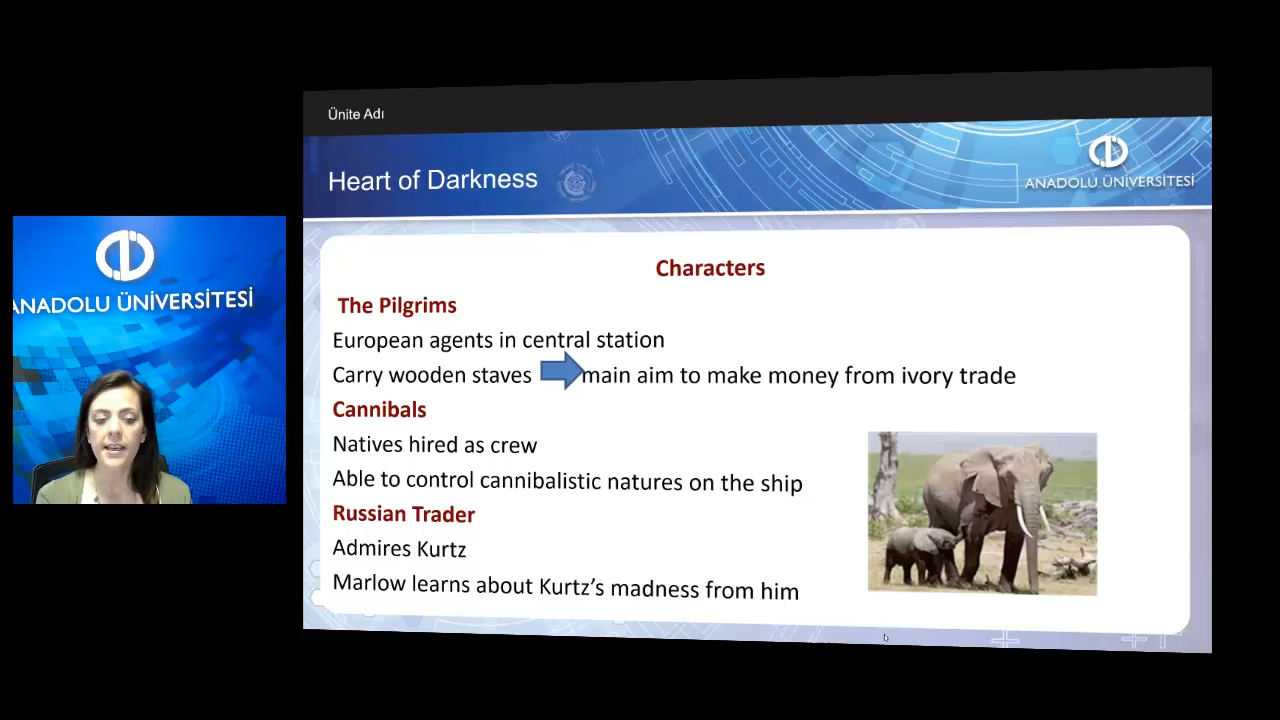 Ünite Adı
Heart of Darkness
ANADOLU ÜNİVERSİTESİ
ANADOLU ÜNİVERSİTESİ
Characters
The Pilgrims
European agents in central station
Carry wooden staves main aim to make money from ivory trade
Cannibals
Natives hired as crew
Able to control cannibalistic natures on the ship
Russian Trader
Admires Kurtz
Marlow learns about Kurtz’s madness from him